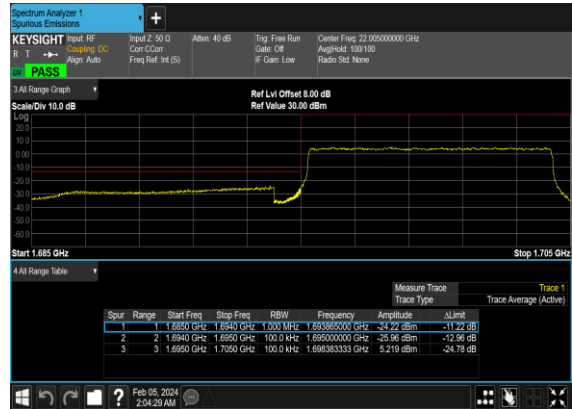 Spectrum Analyzer 1
Spurious Emissions
KEYSIGHT Input: RF Input Z: 50 Ω Atten: 40 dB Trig: Free Run Center Freq: 22.005000000 GHz
R T Coupling: DC Corr CCorr Gate: Off Avg|Hold: 100/100
Align: Auto Freq Ref: Int (S) IF Gain: Low Radio Std: None
PASS
3 All Range Graph
Ref Lvl Offset 8.00 dB
Scale/Div 10.0 dB Ref Value 30.00 dBm
Log
20.0
10.0
0.00
-10.0
-20.0
-30.0
-40.0
-50.0
-60.0
Start 1.685 GHz Stop 1.705 GHz
4 All Range Table
Measure Trace Trace 1
Trace Type Trace Average (Active)
Spur Range Start Freq Stop Freq RBW Frequency Amplitude ΔLimit
1 1 1.6850 GHz 1.6940 GHz 1.000 MHz 1.693865000 GHz -24.22 dBm -11.22 dB
2 2 1.6940 GHz 1.6950 GHz 100.0 kHz 1.695000000 GHz -25.96 dBm -12.96 dB
3 3 1.6950 GHz 1.7050 GHz 100.0 kHz 1.698383333 GHz 5.219 dBm -24.78 dB
? Feb 05, 2024
2:04:29 AM